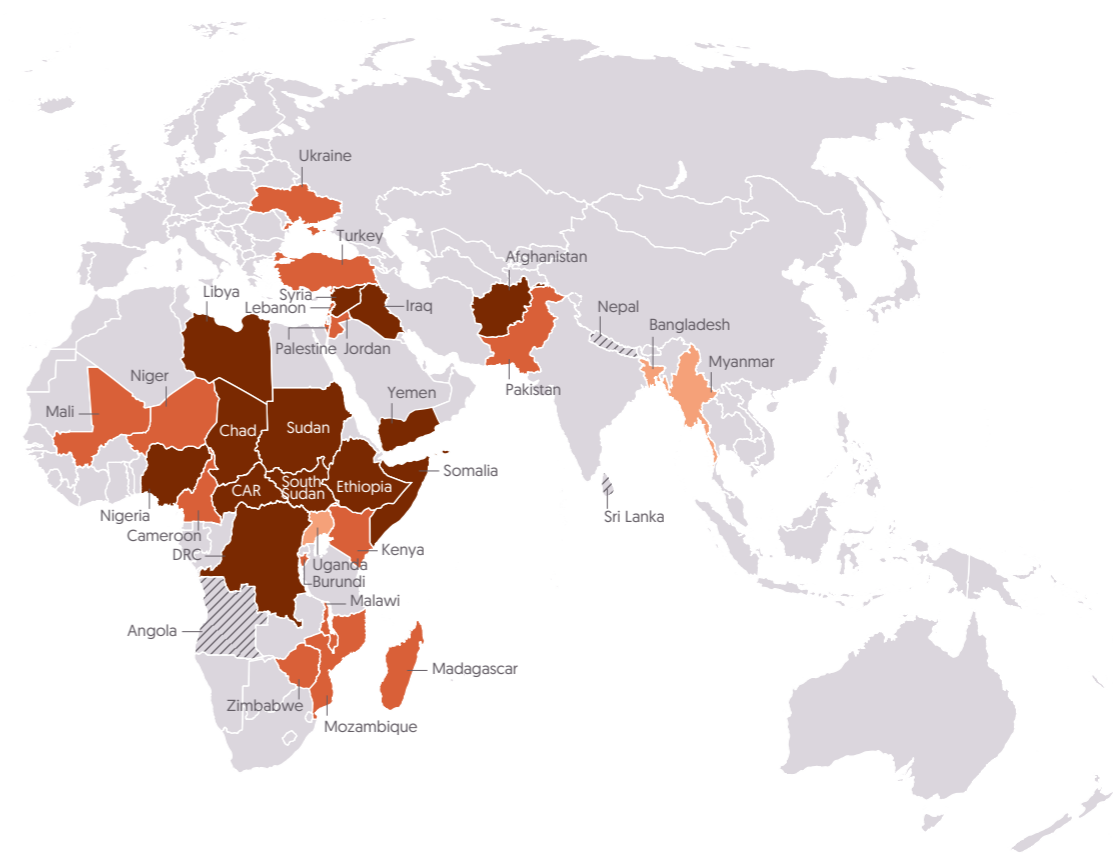 Ukraine
Turkey
Afghanistan
Libya
Syria
Lebanon
Iraq
Nepal
Bangladesh
Palestine
Jordan
Myanmar
Niger
Pakistan
Yemen
Mali
Chad
Sudan
Somalia
CAR
South
Sudan
Ethiopia
Nigeria
Sri Lanka
Cameroon
DRC
Kenya
Uganda
Burundi
Malawi
Angola
Madagascar
Zimbabwe
Mozambique